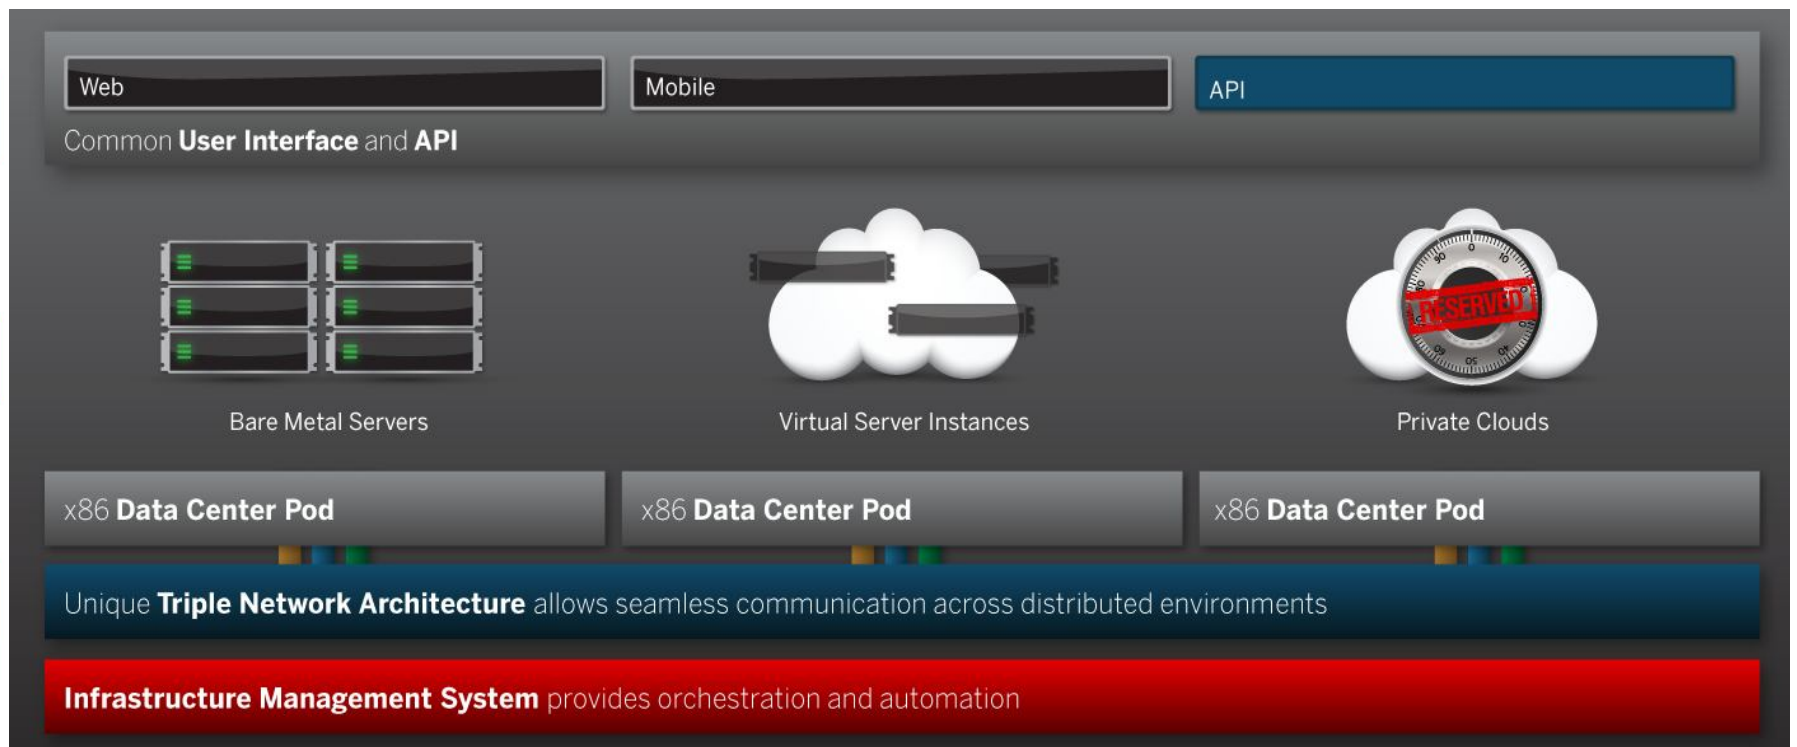 Web
Mobile
API
Common User Interface and API
RESERVED
Bare Metal Servers
Virtual Server Instances
Private Clouds
x86 Data Center Pod
x86 Data Center Pod
x86 Data Center Pod
Unique Triple Network Architecture allows seamless communication across distributed environments
Infrastructure Management System provides orchestration and automation